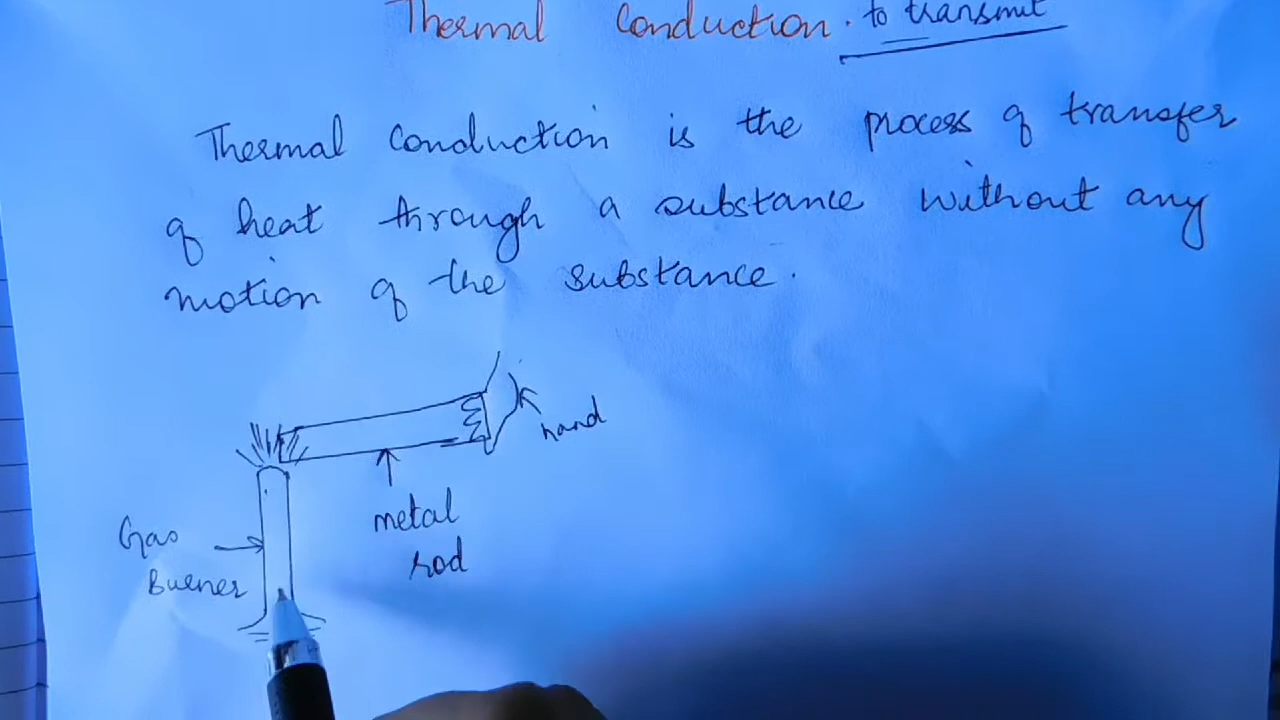 Thermal Conduction. to transmit
Thermal Conduction is the process of transfer
of heat through a substance without any
motion of the substance.
hand
metal
rod
Gas
Burner